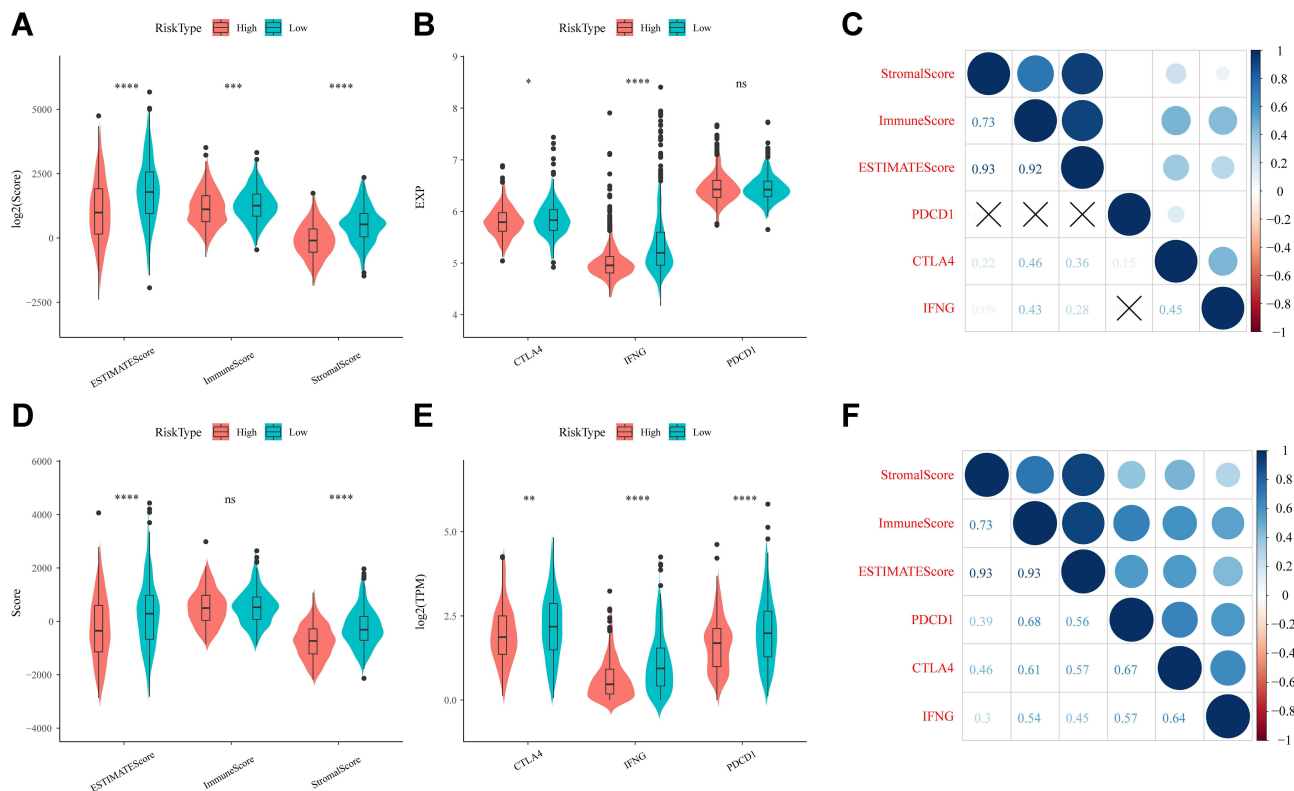 A
RiskType High Low
log2(Score)
5000
2500
0
−2500
**** *** ****
ESTIMATEScore ImmuneScore StromalScore
B
RiskType High Low
EXP
9
8
7
6
5
4
* **** ns
CTLA4 IFNG PDCD1
C
StromalScore
ImmuneScore 0.73
ESTIMATEScore 0.93 0.92
PDCD1
CTLA4 0.22 0.46 0.36 0.15
IFNG 0.09 0.43 0.28 0.45
1
0.8
0.6
0.4
0.2
0
−0.2
−0.4
−0.6
−0.8
−1
D
RiskType High Low
Score
6000
4000
2000
0
−2000
−4000
**** ns ****
ESTIMATEScore ImmuneScore StromalScore
E
RiskType High Low
log2(TPM)
5.0
2.5
0.0
** **** ****
CTLA4 IFNG PDCD1
F
StromalScore
ImmuneScore 0.73
ESTIMATEScore 0.93 0.93
PDCD1 0.39 0.68 0.56
CTLA4 0.46 0.61 0.57 0.67
IFNG 0.3 0.54 0.45 0.57 0.64
1
0.8
0.6
0.4
0.2
0
−0.2
−0.4
−0.6
−0.8
−1